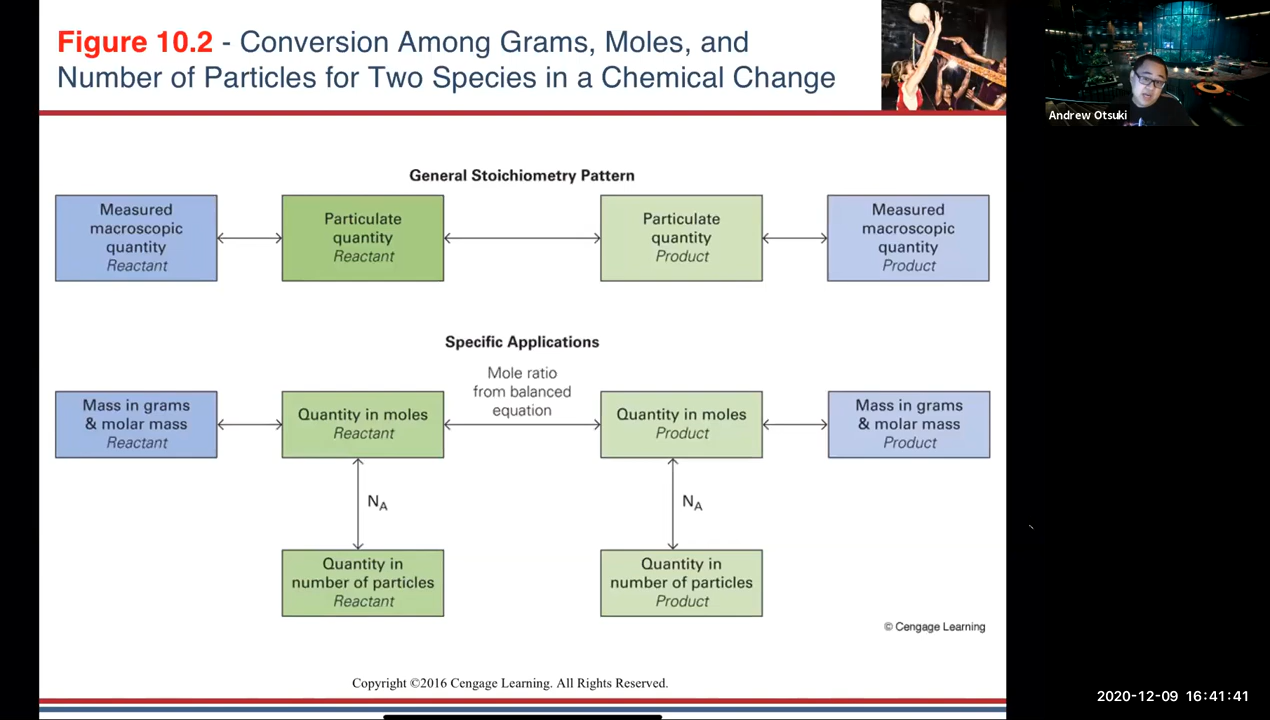 Figure 10.2 - Conversion Among Grams, Moles, and
Number of Particles for Two Species in a Chemical Change
Andrew Otsuki
General Stoichiometry Pattern
Measured
macroscopic
quantity
Reactant
Particulate
quantity
Reactant
Particulate
quantity
Product
Measured
macroscopic
quantity
Product
Specific Applications
Mole ratio
from balanced
equation
Mass in grams
& molar mass
Reactant
Quantity in moles
Reactant
Quantity in moles
Product
Mass in grams
& molar mass
Product
NA
NA
Quantity in
number of particles
Reactant
Quantity in
number of particles
Product
© Cengage Learning
Copyright ©2016 Cengage Learning. All Rights Reserved.
2020-12-09 16:41:41